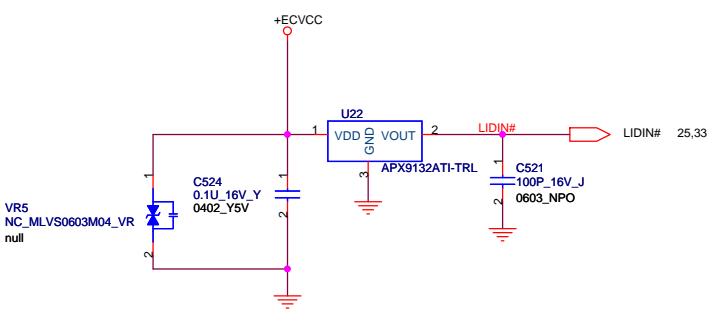 +ECVCC
U22
1
VDD
GND
VOUT
2
LIDIN#
LIDIN# 25,33
3
APX9132ATI-TRL
1
C524
0.1U_16V_Y
0402_Y5V
2
1
C521
100P_16V_J
0603_NPO
2
1
VR5
NC_MLVS0603M04_VR
null
2